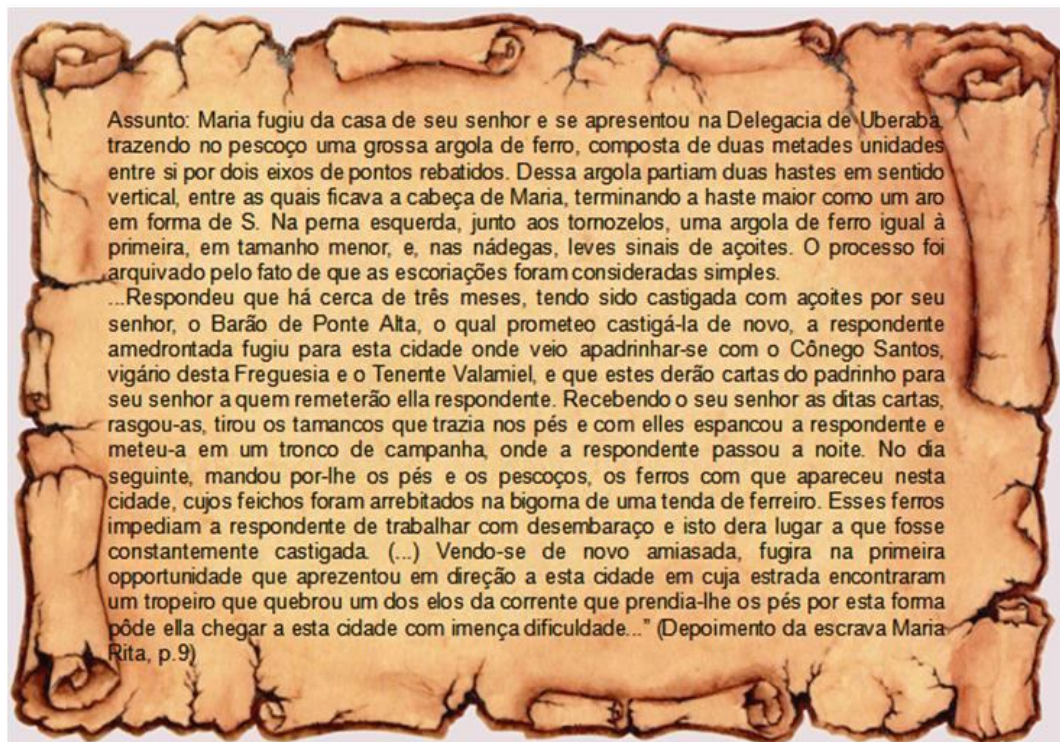 Assunto: Maria fugiu da casa de seu senhor e se apresentou na Delegacia de Uberaba,
trazendo no pescoço uma grossa argola de ferro, composta de duas metades unidades
entre si por dois eixos de pontos rebatidos. Dessa argola partiam duas hastes em sentido
vertical, entre as quais ficava a cabeça de Maria, terminando a haste maior como um aro
em forma de S. Na perna esquerda, junto aos tornozelos, uma argola de ferro igual à
primeira, em tamanho menor, e, nas nádegas, leves sinais de açoites. O processo foi
arquivado pelo fato de que as escoriações foram consideradas simples.
...Respondeu que há cerca de três meses, tendo sido castigada com açoites por seu
senhor, o Barão de Ponte Alta, o qual prometeo castigá-la de novo, a respondente
amedrontada fugiu para esta cidade onde veio apadrinhar-se com o Cônego Santos,
vigário desta Freguesia e o Tenente Valamiel, e que estes derão cartas do padrinho para
seu senhor a quem remeterão ella respondente. Recebendo o seu senhor as ditas cartas,
rasgou-as, tirou os tamancos que trazia nos pés e com elles espancou a respondente e
meteu-a em um tronco de campanha, onde a respondente passou a noite. No dia
seguinte, mandou por-lhe os pés e os pescoços, os ferros com que apareceu nesta
cidade, cujos feichos foram arrebitados na bigorna de uma tenda de ferreiro. Esses ferros
impediam a respondente de trabalhar com desembaraço e isto dera lugar a que fosse
constantemente castigada. (...) Vendo-se de novo amiasada, fugira na primeira
opportunidade que aprezentou em direção a esta cidade em cuja estrada encontraram
um tropeiro que quebrou um dos elos da corrente que prendia-lhe os pés por esta forma
pôde ella chegar a esta cidade com imença dificuldade..." (Depoimento da escrava Maria
Rita, p.9)